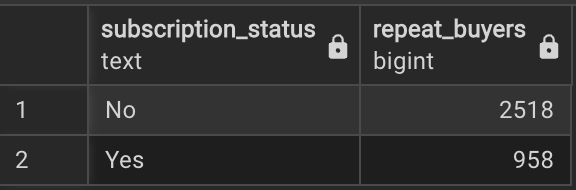 subscription_status repeat_buyers
text bigint
1 No 2518
2 Yes 958